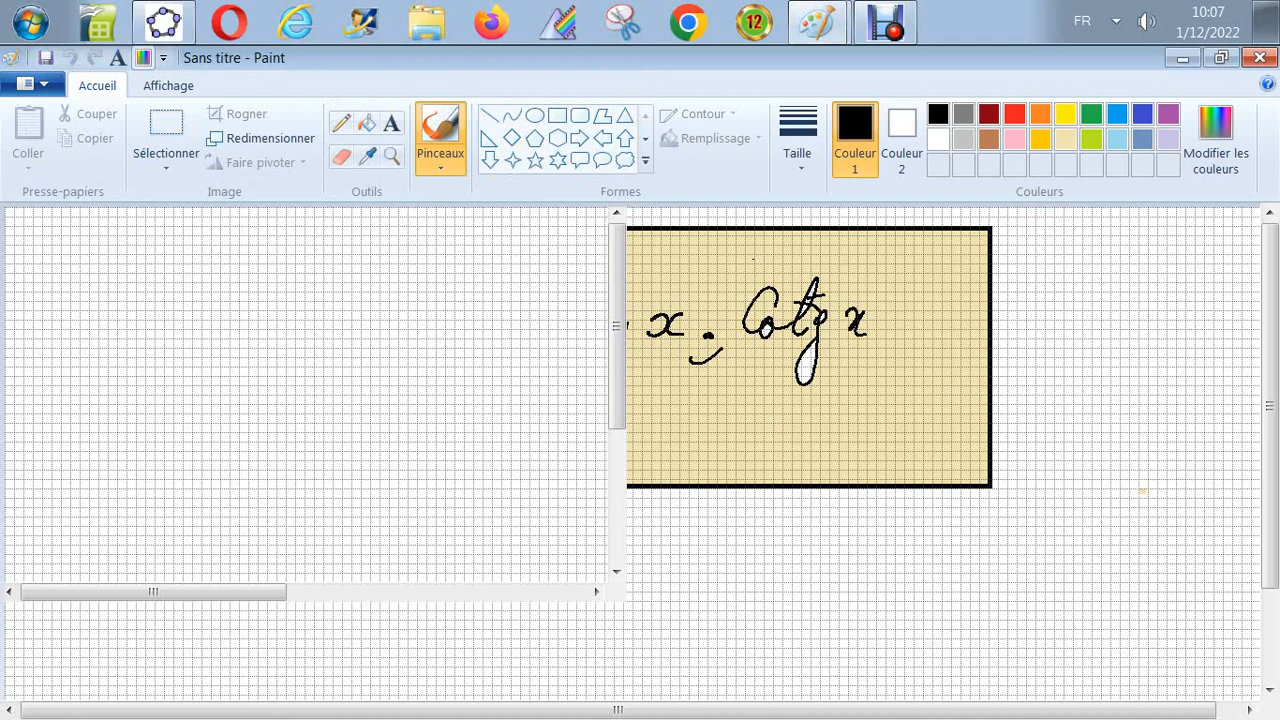 12
FR
10:07
1/12/2022
Sans titre - Paint
Accueil
Affichage
Coller
Couper
Copier
Presse-papiers
Sélectionner
Rogner
Redimensionner
Faire pivoter
Image
A
Outils
Pinceaux
Contour
Remplissage
Formes
Taille
Couleur 1
Couleur 2
Modifier les couleurs
Couleurs
x . Cotg x